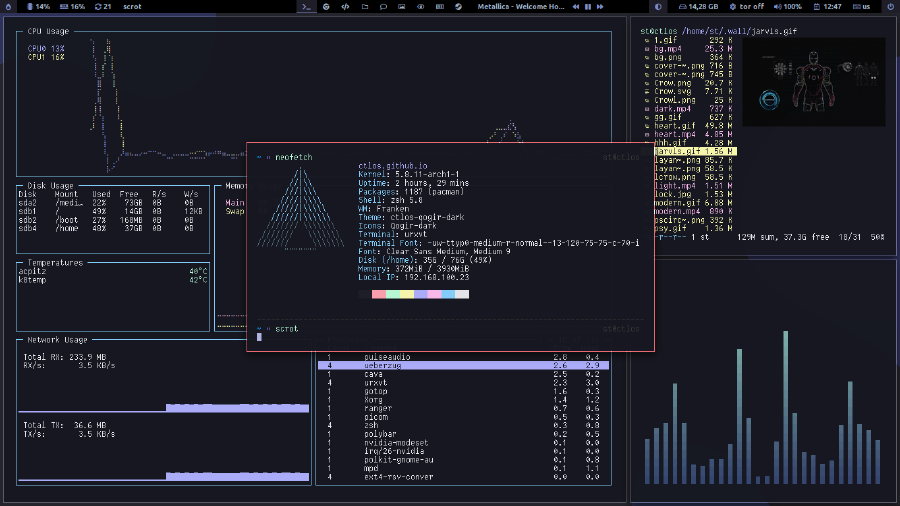 14% 16% 21 scrot
Metallica - Welcome Ho...
14,28 GB tor off 100% 12:47 us
CPU Usage
CPU0 13%
CPU1 16%
Disk Usage
Disk Mount Used Free R/s W/s
sda2 /medi… 22% 73GB 0B 0B
sdb1 / 49% 14GB 0B 12KB
sdb2 /boot 27% 168MB 0B 0B
sdb4 /home 48% 37GB 0B 0B
Main
Swap
Temperatures
acpitz 40°C
k8temp 42°C
Network Usage
Total RX: 233.9 MB
RX/s: 3.5 KB/s
Total TX: 36.6 MB
TX/s: 3.5 KB/s
neofetch st@ctlos
ctlos.github.io
Kernel: 5.8.11-arch1-1
Uptime: 2 hours, 29 mins
Packages: 1187 (pacman)
Shell: zsh 5.8
WM: Franken
Theme: ctlos-qogir-dark
Icons: Qogir-dark
Terminal: urxvt
Terminal Font: -uw-ttyp0-medium-r-normal--13-120-75-75-c-70-i
Font: Clear Sans Medium, Medium 9
Disk (/home): 35G / 76G (49%)
Memory: 372MiB / 3930MiB
Local IP: 192.168.100.23
scrot st@ctlos
1 pulseaudio 2.8 0.4
4 ueberzug 2.6 2.9
1 cava 2.5 0.2
4 urxvt 2.3 3.0
1 gotop 1.6 0.3
1 Xorg 1.4 1.2
1 ranger 0.7 0.6
1 picom 0.5 0.3
4 zsh 0.3 0.8
1 polybar 0.2 0.5
1 nvidia-modeset 0.1 0.0
1 irq/26-nvidia 0.1 0.0
1 polkit-gnome-au 0.1 0.8
1 mpd 0.1 1.1
4 ext4-rsv-conver 0.0 0.0
st@ctlos /home/st/.wall/jarvis.gif
1.gif 292 K
bg.mp4 25.3 M
bg.png 364 K
cover-~.png 716 B
cover-~.png 745 B
Crow.png 20.7 K
Crow.svg 7.71 K
Crowl.png 25 K
dark.mp4 737 K
gg.gif 627 K
heart.gif 49.8 M
heart.mp4 4.85 M
hhh.gif 4.28 M
jarvis.gif 1.56 M
layan~.png 85.7 K
layan~.png 58.5 K
lcrow.png 58.5 K
light.mp4 1.51 M
lock.jpg 1.53 M
modern.gif 6.88 M
modern.mp4 890 K
pscirc~.png 392 K
psy.gif 1.36 M
-r--r-- 1 st 129M sum, 37.3G free 18/31 50%